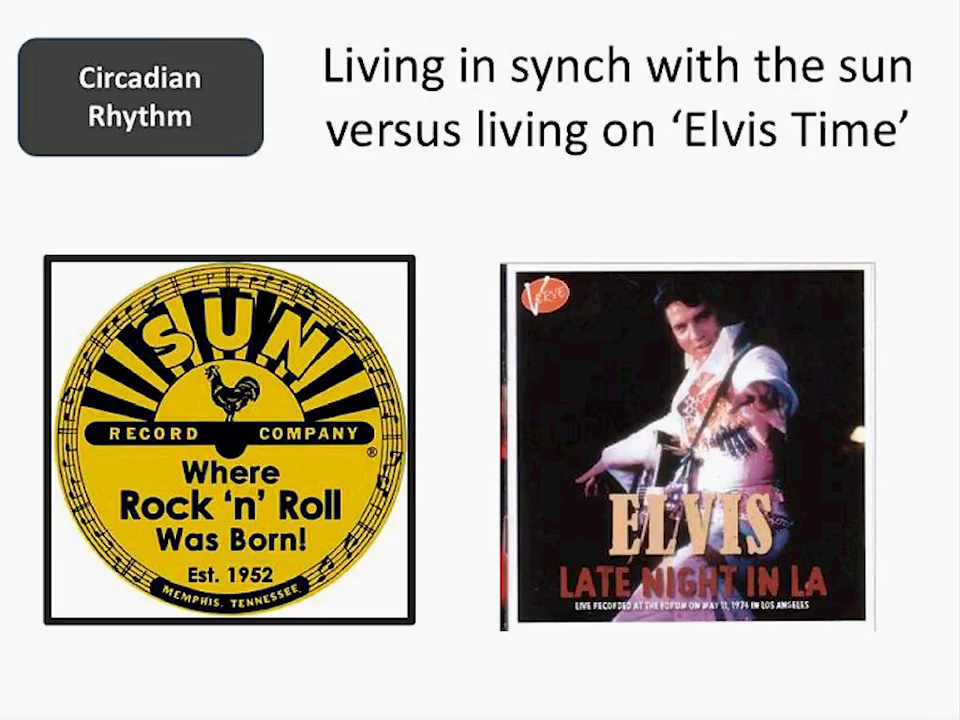 Circadian
Rhythm
Living in synch with the sun
versus living on ‘Elvis Time’
SUN
RECORD COMPANY
®
Where
Rock ‘n’ Roll
Was Born!
Est. 1952
MEMPHIS, TENNESSEE
VERVE
ELVIS
LATE NIGHT IN LA
LIVE RECORDED AT THE FORUM ON MAY 11, 1974 IN LOS ANGELES